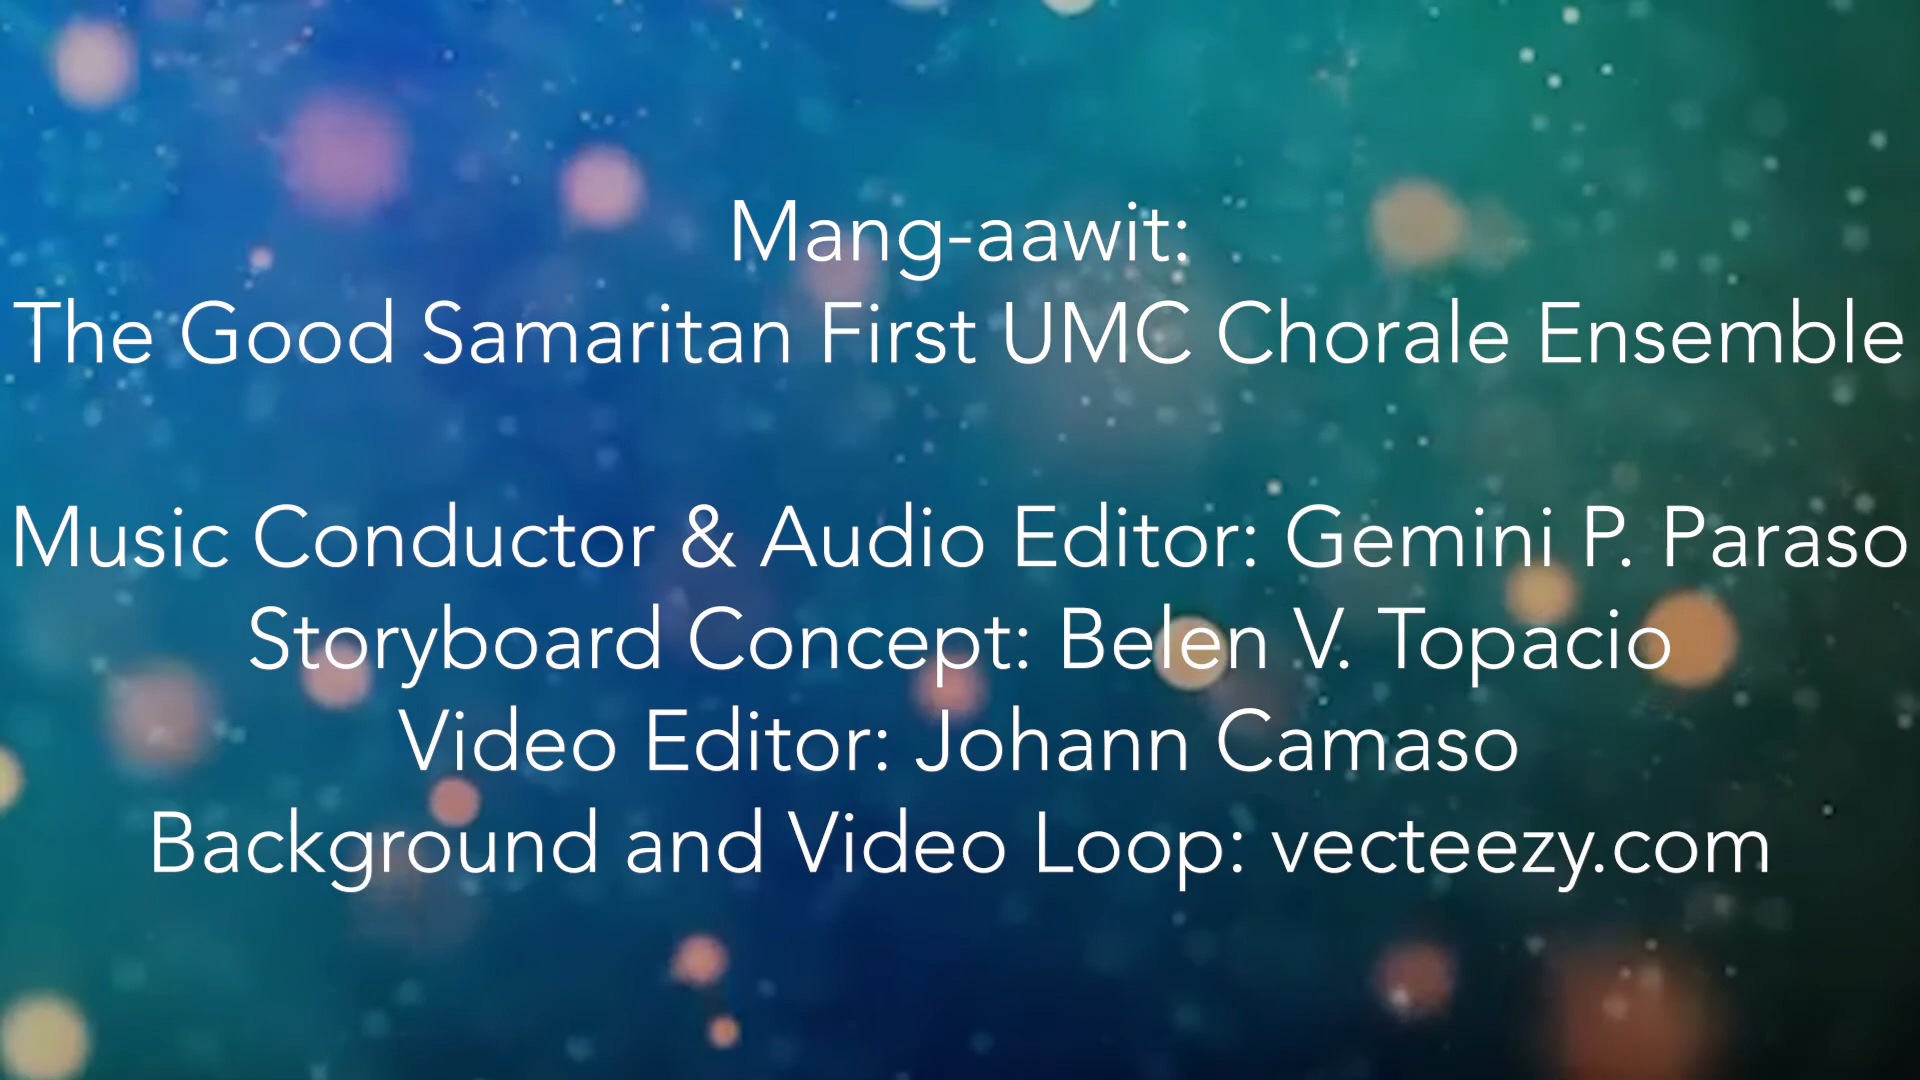 Mang-aawit:
The Good Samaritan First UMC Chorale Ensemble
Music Conductor & Audio Editor: Gemini P. Paraso
Storyboard Concept: Belen V. Topacio
Video Editor: Johann Camaso
Background and Video Loop: vecteezy.com